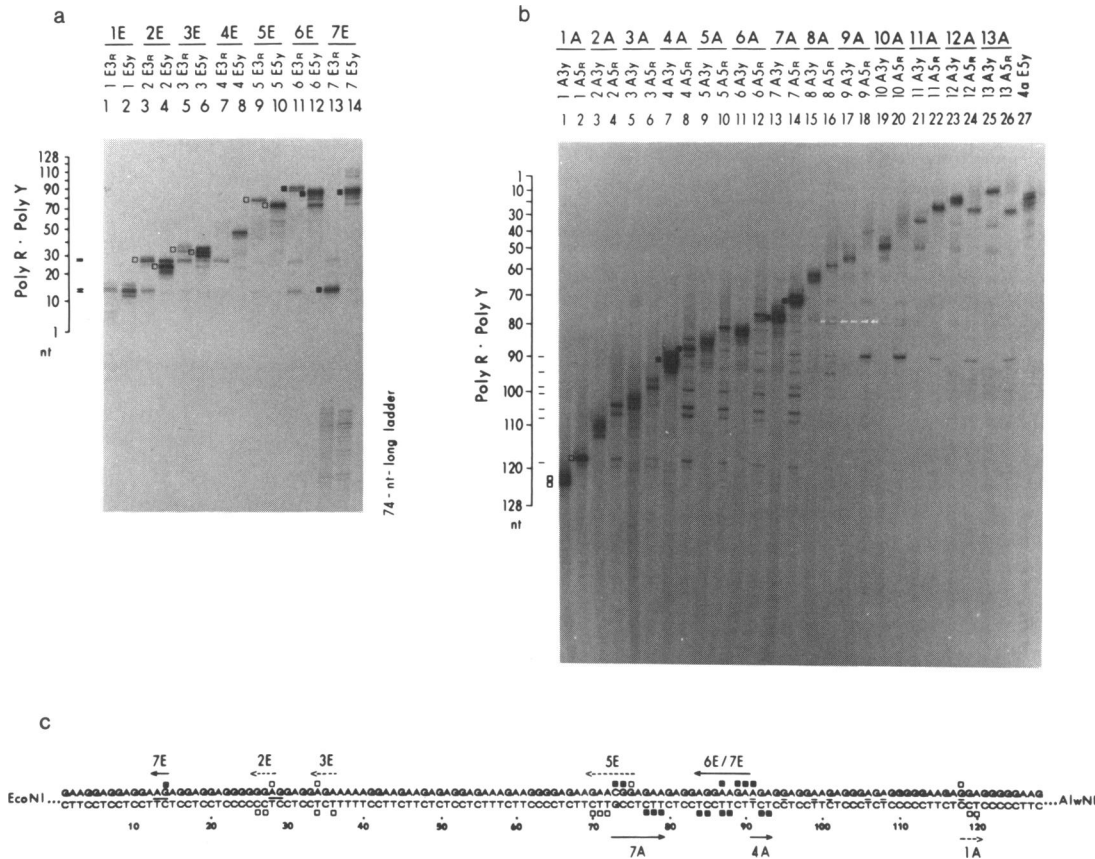 a
1E 2E 3E 4E 5E 6E 7E
1 E3R
1 E5y
2 E3R
2 E5y
3 E3R
3 E5y
4 E3R
4 E5y
5 E3R
5 E5y
6 E3R
6 E5y
7 E3R
7 E5y
1 2 3 4 5 6 7 8 9 10 11 12 13 14
Poly R · Poly Y
128
110
90
70
50
30
20
10
1
nt
74 - nt - long ladder
b
1A 2A 3A 4A 5A 6A 7A 8A 9A 10A 11A 12A 13A
1 A3y
1 A5R
2 A3y
2 A5R
3 A3y
3 A5R
4 A3y
4 A5R
5 A3y
5 A5R
6 A3y
6 A5R
7 A3y
7 A5R
8 A3y
8 A5R
9 A3y
9 A5R
10 A3y
10 A5R
11 A3y
11 A5R
12 A3y
12 A5R
13 A3y
13 A5R
4a E5y
1 2 3 4 5 6 7 8 9 10 11 12 13 14 15 16 17 18 19 20 21 22 23 24 25 26 27
Poly R · Poly Y
1
10
30
50
60
70
80
90
100
110
120
128
nt
c
7E 2E 3E 5E 6E / 7E
EcoNI... ...AlwNI
10 20 30 40 50 60 70 80 90 100 110 120
7A 4A 1A